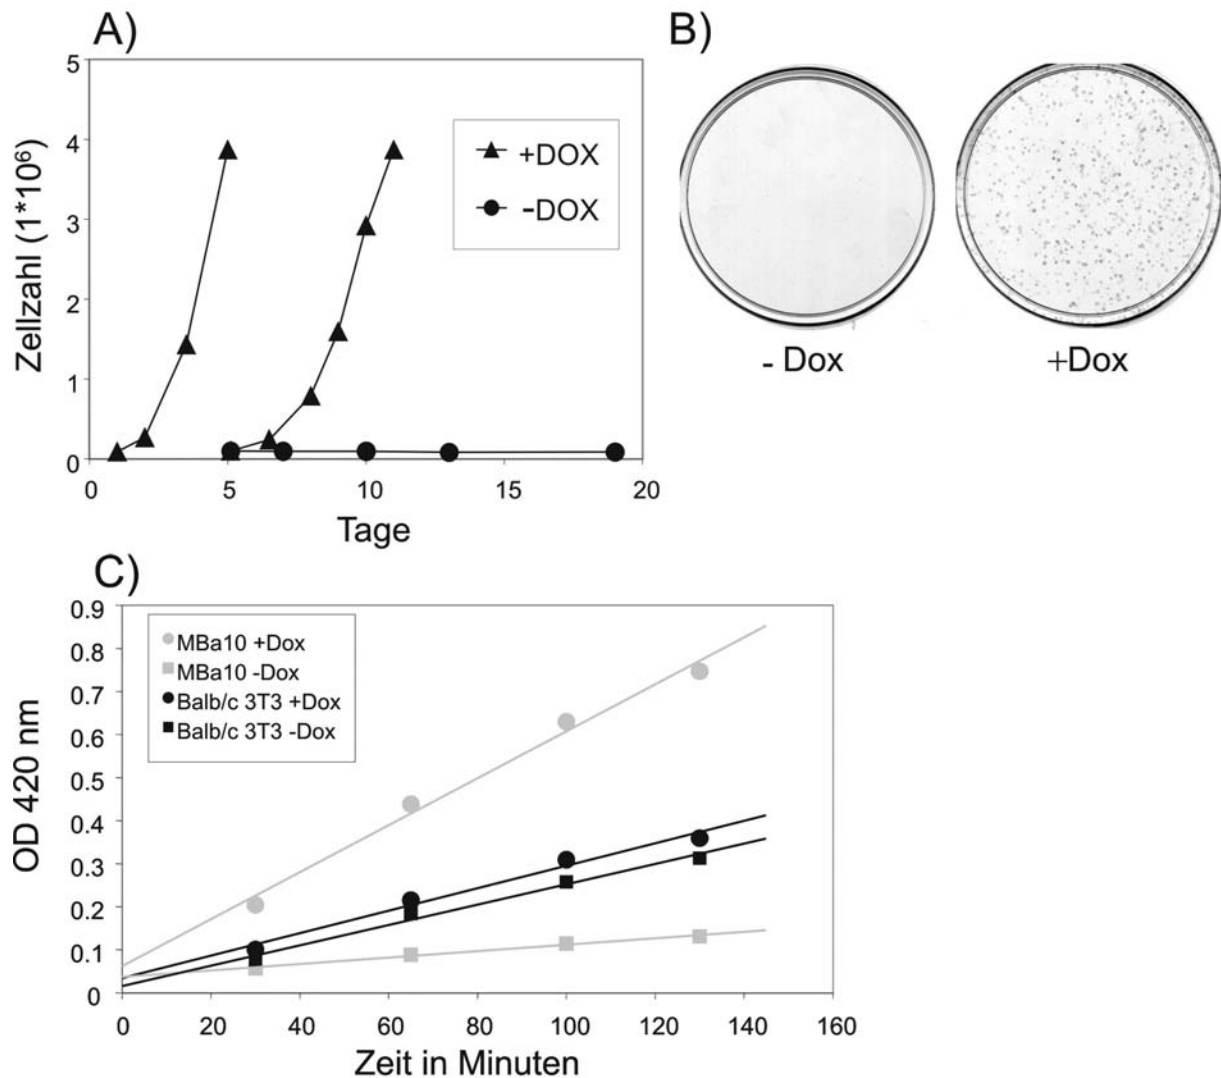 A)
Zellzahl (1*10⁶)
5
4
3
2
1
0
0 5 10 15 20
Tage
+DOX
-DOX
B)
- Dox +Dox
C)
OD 420 nm
0.9
0.8
0.7
0.6
0.5
0.4
0.3
0.2
0.1
0
MBa10 +Dox
MBa10 -Dox
Balb/c 3T3 +Dox
Balb/c 3T3 -Dox
0 20 40 60 80 100 120 140 160
Zeit in Minuten